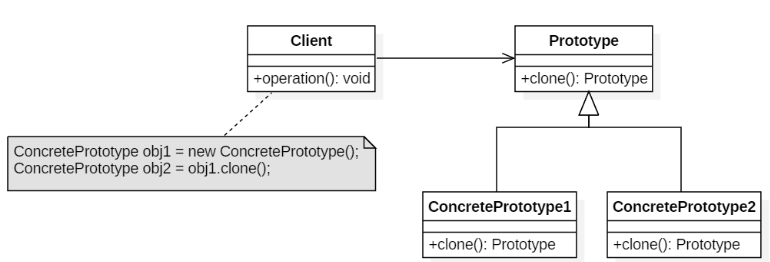 Client
+operation(): void
Prototype
+clone(): Prototype
ConcretePrototype obj1 = new ConcretePrototype();
ConcretePrototype obj2 = obj1.clone();
ConcretePrototype1
+clone(): Prototype
ConcretePrototype2
+clone(): Prototype